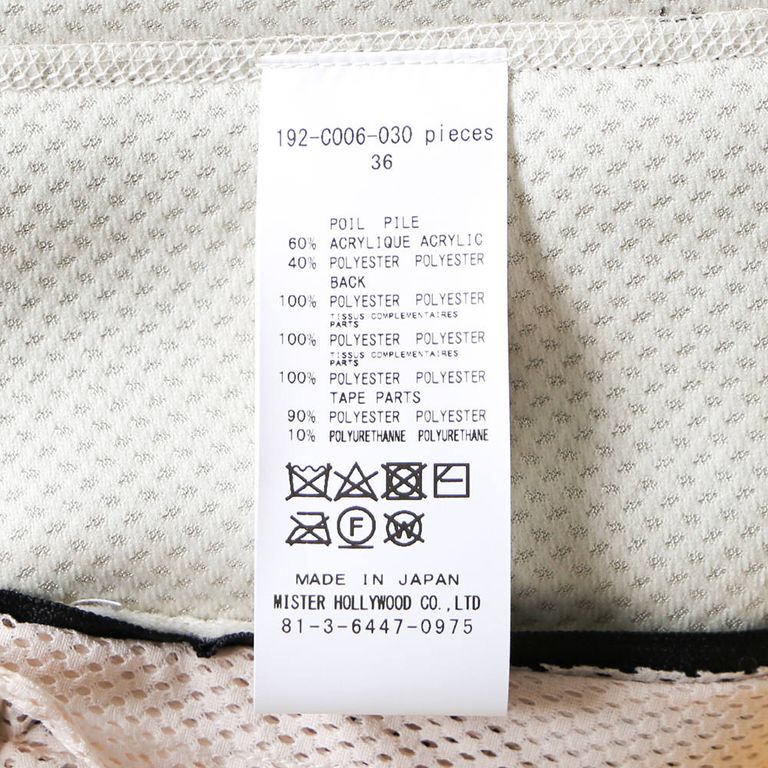 192-C006-030 pieces
36
POIL PILE
60% ACRYLIQUE ACRYLIC
40% POLYESTER POLYESTER
BACK
100% POLYESTER POLYESTER
TISSUS COMPLEMENTAIRES
PARTS
100% POLYESTER POLYESTER
TISSUS COMPLEMENTAIRES
PARTS
100% POLYESTER POLYESTER
TAPE PARTS
90% POLYESTER POLYESTER
10% POLYURETHANNE POLYURETHANE
F
W
MADE IN JAPAN
MISTER HOLLYWOOD CO.,LTD
81-3-6447-0975